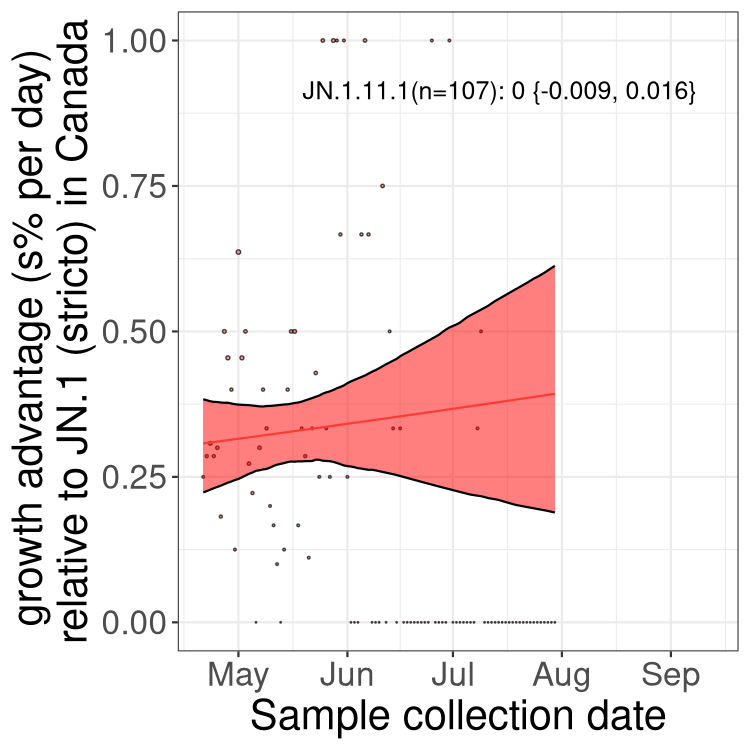 growth advantage (s% per day)
relative to JN.1 (stricto) in Canada
1.00
0.75
0.50
0.25
0.00
JN.1.11.1(n=107): 0 {-0.009, 0.016}
May Jun Jul Aug Sep
Sample collection date